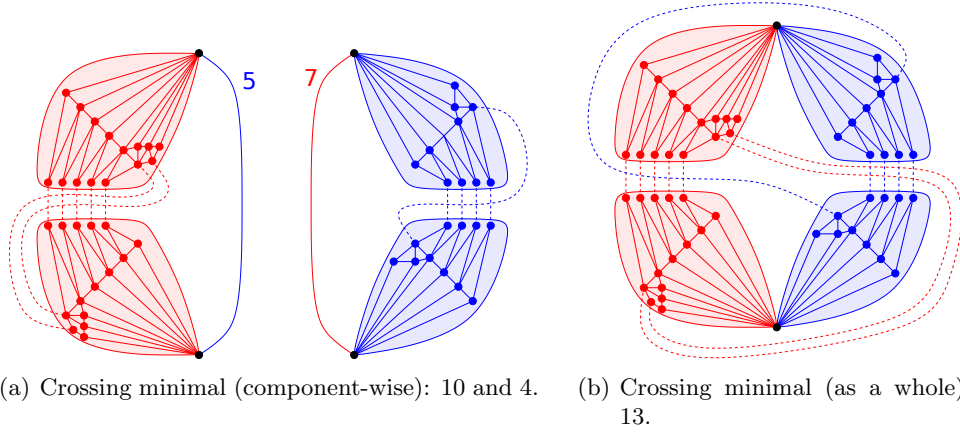 5
7
a) Crossing minimal (component-wise): 10 and 4.
(b) Crossing minimal (as a whole)
13.